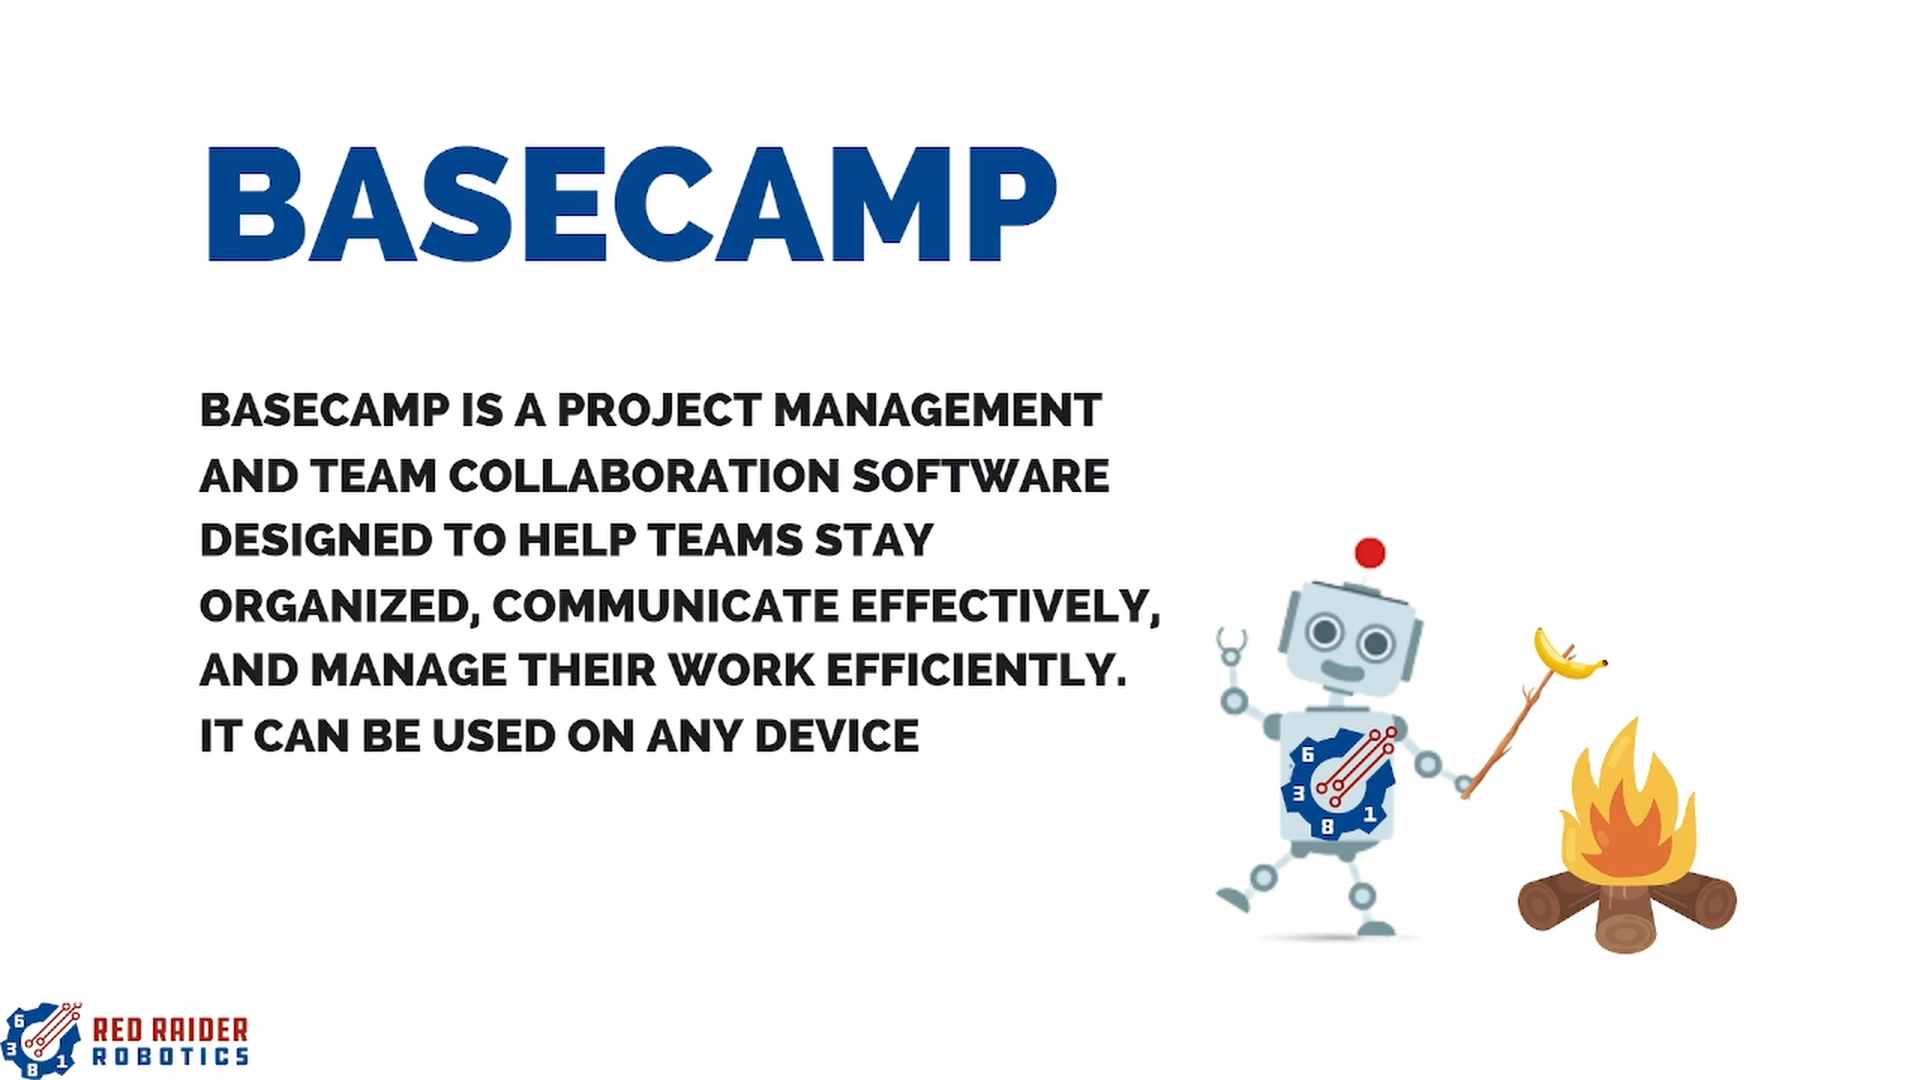 BASECAMP
BASECAMP IS A PROJECT MANAGEMENT
AND TEAM COLLABORATION SOFTWARE
DESIGNED TO HELP TEAMS STAY
ORGANIZED, COMMUNICATE EFFECTIVELY,
AND MANAGE THEIR WORK EFFICIENTLY.
IT CAN BE USED ON ANY DEVICE
6
3
8
1
6
3
8
1
RED RAIDER
ROBOTICS